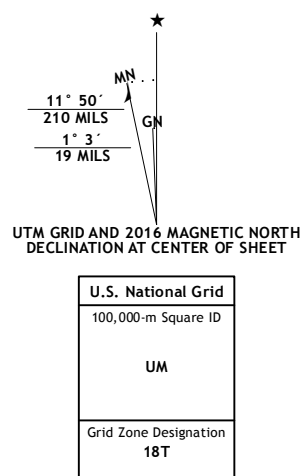 ★
MN
11° 50´
210 MILS
GN
1° 3´
19 MILS
UTM GRID AND 2016 MAGNETIC NORTH
DECLINATION AT CENTER OF SHEET
U.S. National Grid
100,000-m Square ID
UM
Grid Zone Designation
18T